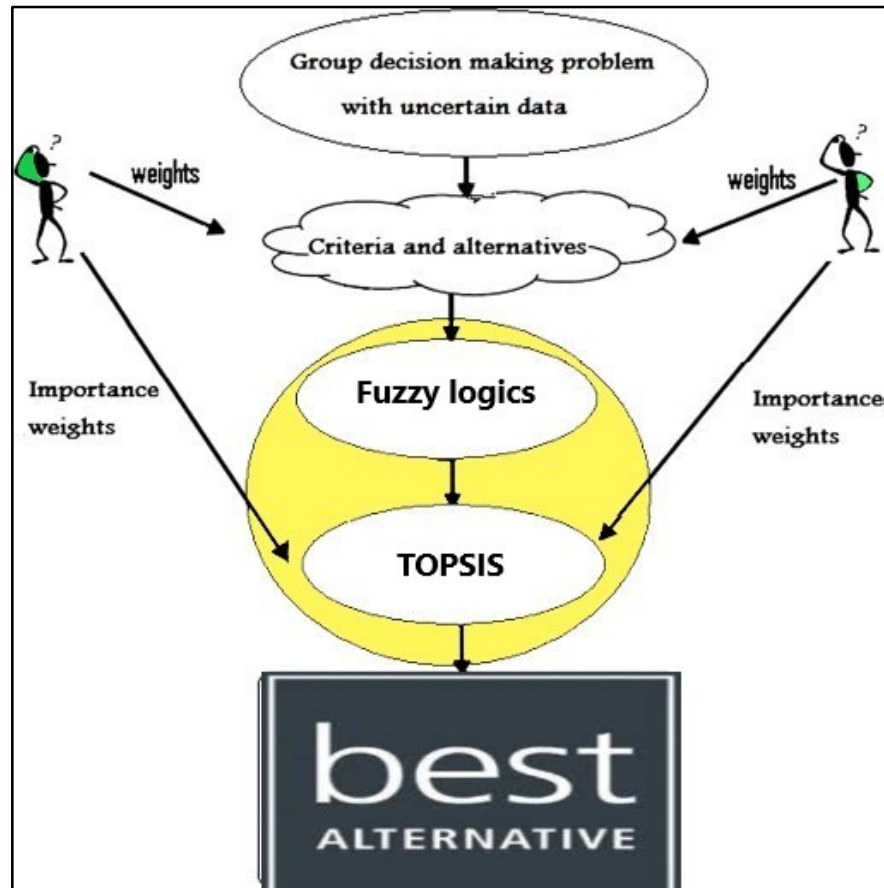 Group decision making problem
with uncertain data
?
?
weights
weights
Criteria and alternatives
Fuzzy logics
Importance
weights
Importance
weights
TOPSIS
best
ALTERNATIVE